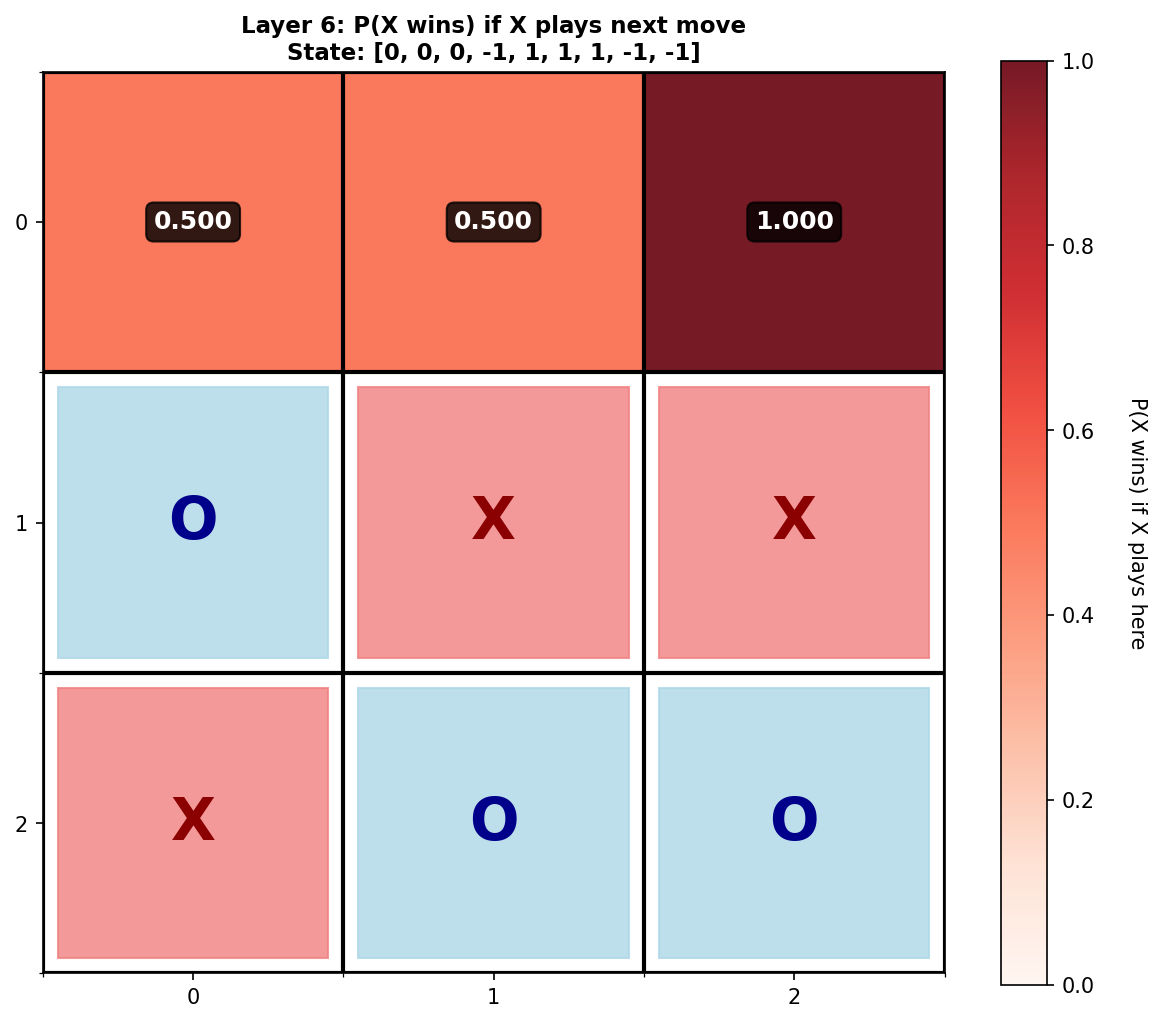 Layer 6: P(X wins) if X plays next move
State: [0, 0, 0, -1, 1, 1, 1, -1, -1]
0.500 0.500 1.000
O X X
X O O
0
1
2
0 1 2
1.0
0.8
0.6
0.4
0.2
0.0
P(X wins) if X plays here